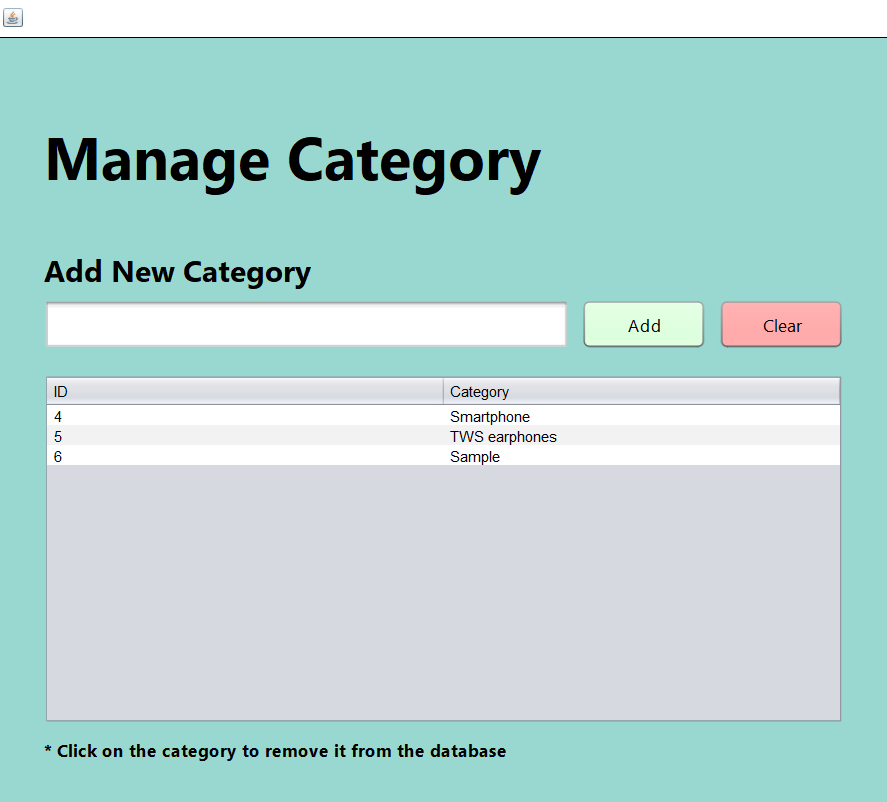 Manage Category
Add New Category
Add Clear
ID Category
4 Smartphone
5 TWS earphones
6 Sample
* Click on the category to remove it from the database